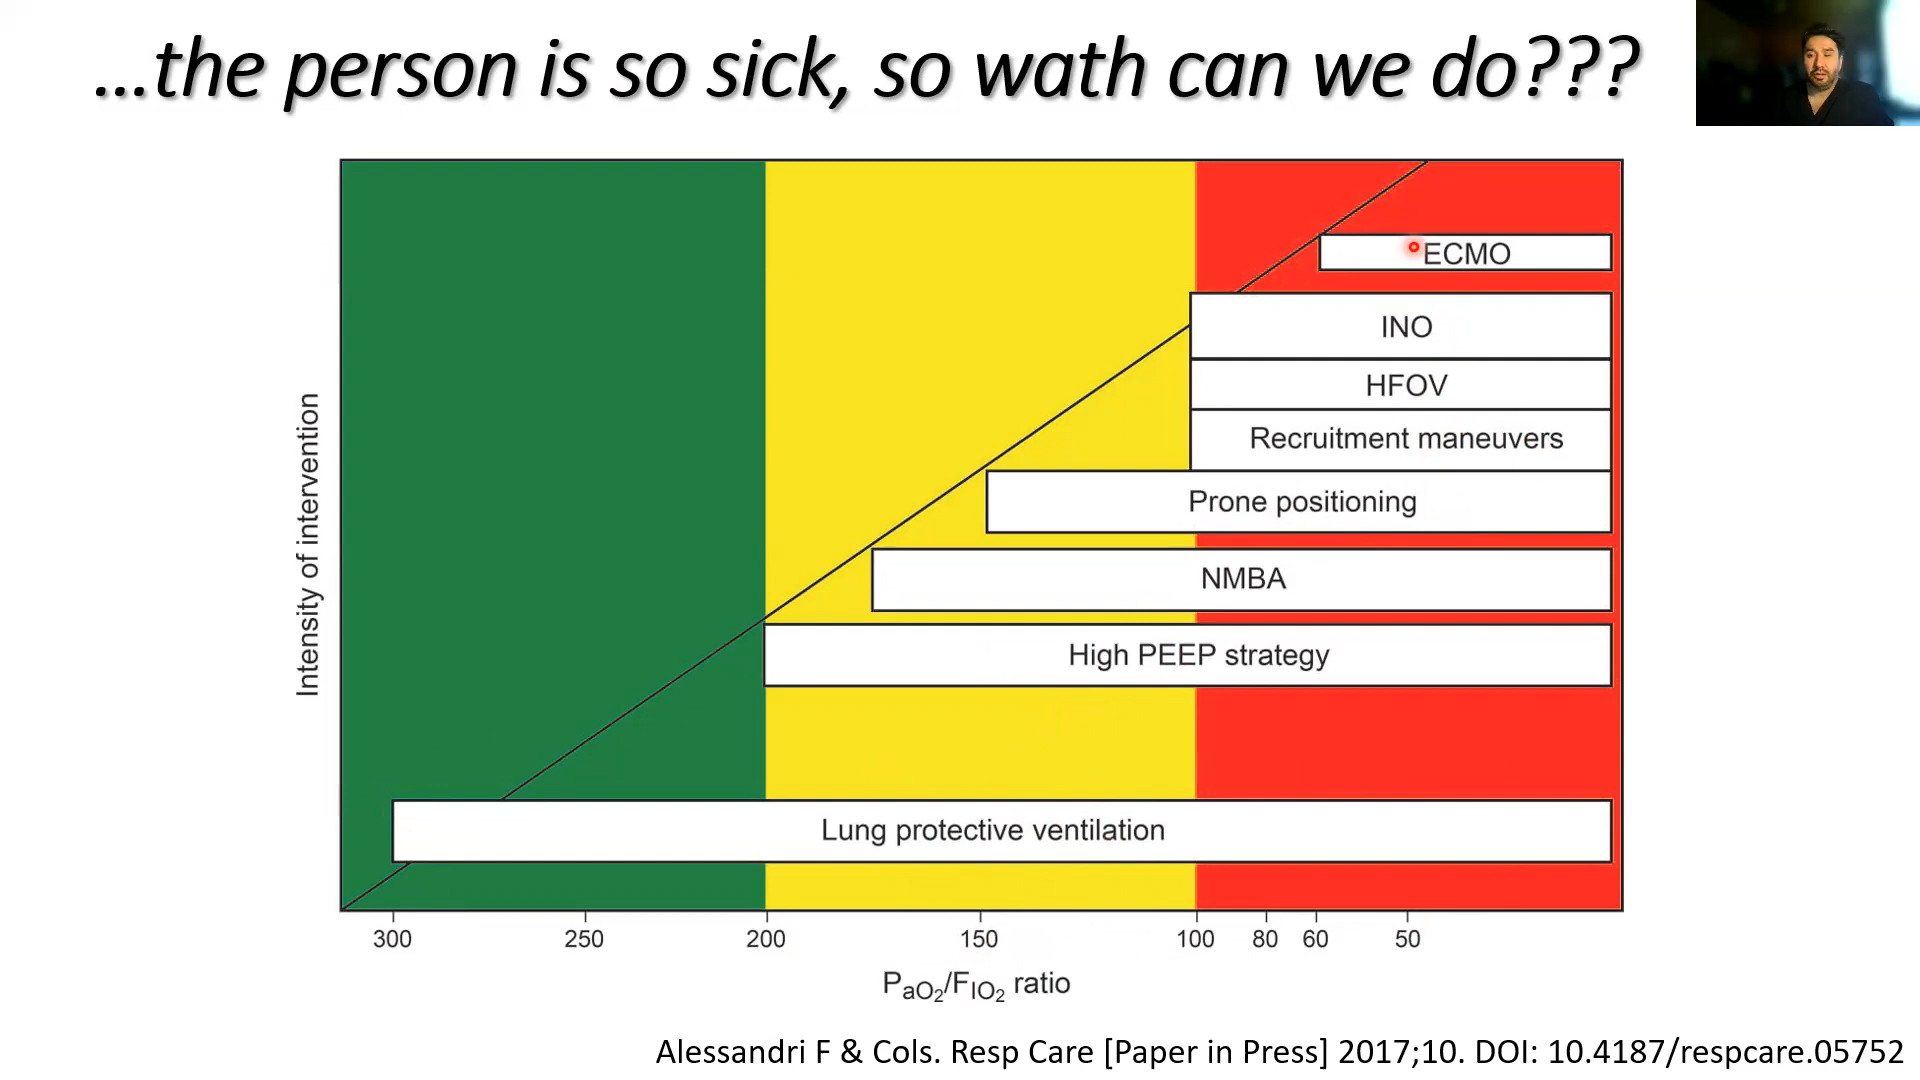 ...the person is so sick, so wath can we do???
ECMO
INO
HFOV
Recruitment maneuvers
Prone positioning
NMBA
High PEEP strategy
Lung protective ventilation
Intensity of intervention
300 250 200 150 100 80 60 50
PaO2/FIO2 ratio
Alessandri F & Cols. Resp Care [Paper in Press] 2017;10. DOI: 10.4187/respcare.05752